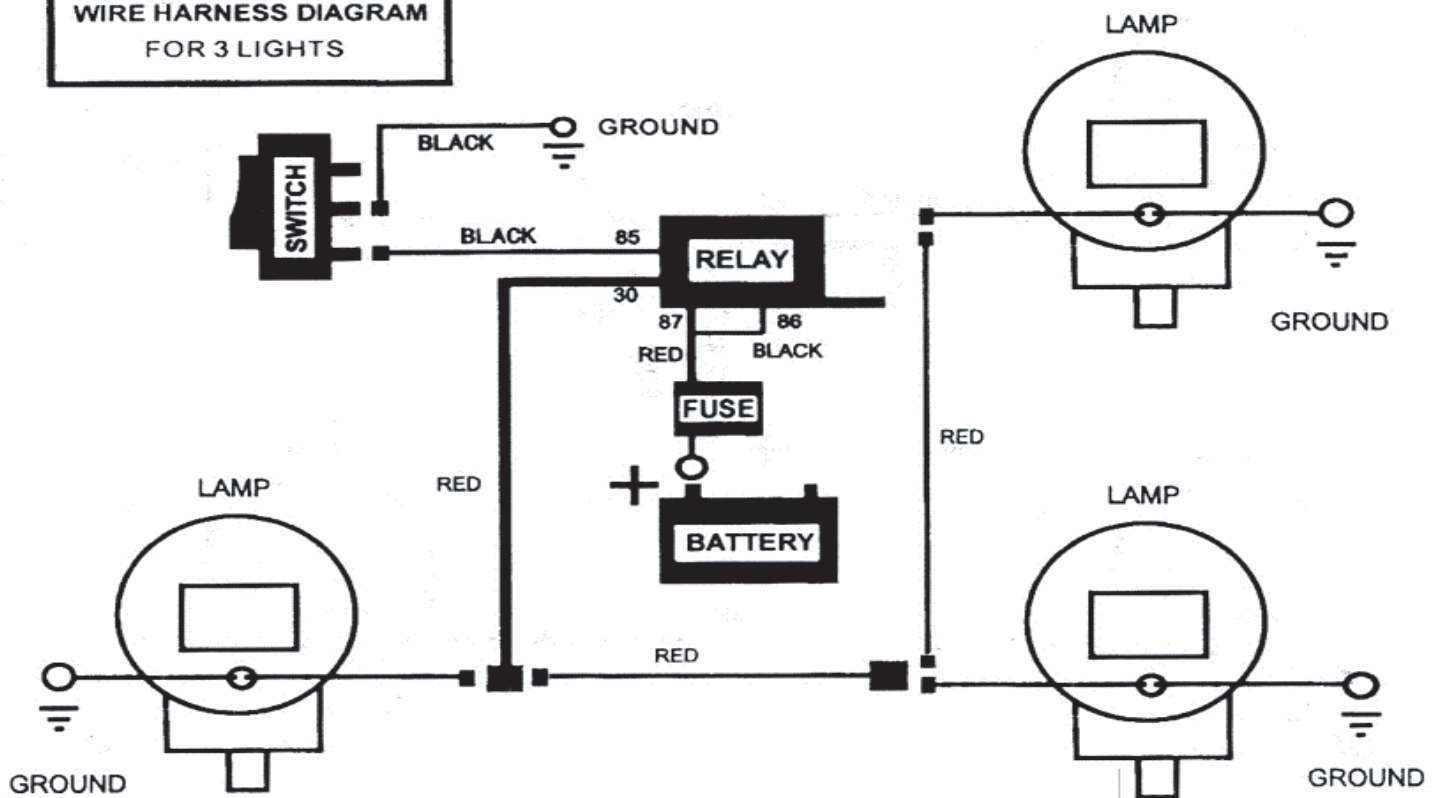 WIRE HARNESS DIAGRAM
FOR 3 LIGHTS
LAMP
BLACK
GROUND
SWITCH
BLACK
85
RELAY
30
87
86
RED
BLACK
GROUND
FUSE
RED
RED
+
LAMP
LAMP
BATTERY
RED
GROUND
GROUND